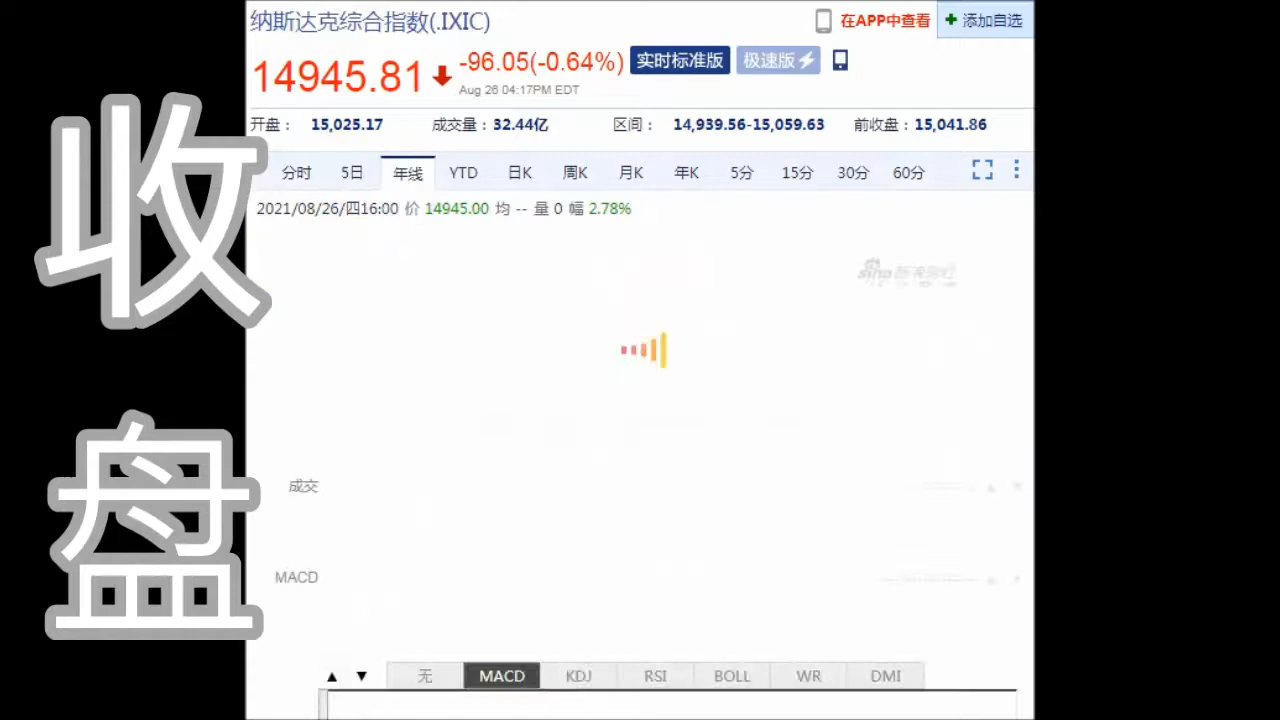 纳斯达克综合指数(.IXIC)
在APP中查看
添加自选
14945.81
-96.05(-0.64%)
实时标准版
极速版
Aug 26 04:17PM EDT
开盘： 15,025.17
成交量：32.44亿
区间： 14,939.56-15,059.63
前收盘：15,041.86
分时 5日 年线 YTD 日K 周K 月K 年K 5分 15分 30分 60分
2021/08/26/四16:00 价 14945.00 均 -- 量 0 幅 2.78%
sina
成交
MACD
▲ ▼ 无 MACD KDJ RSI BOLL WR DMI
收
盘